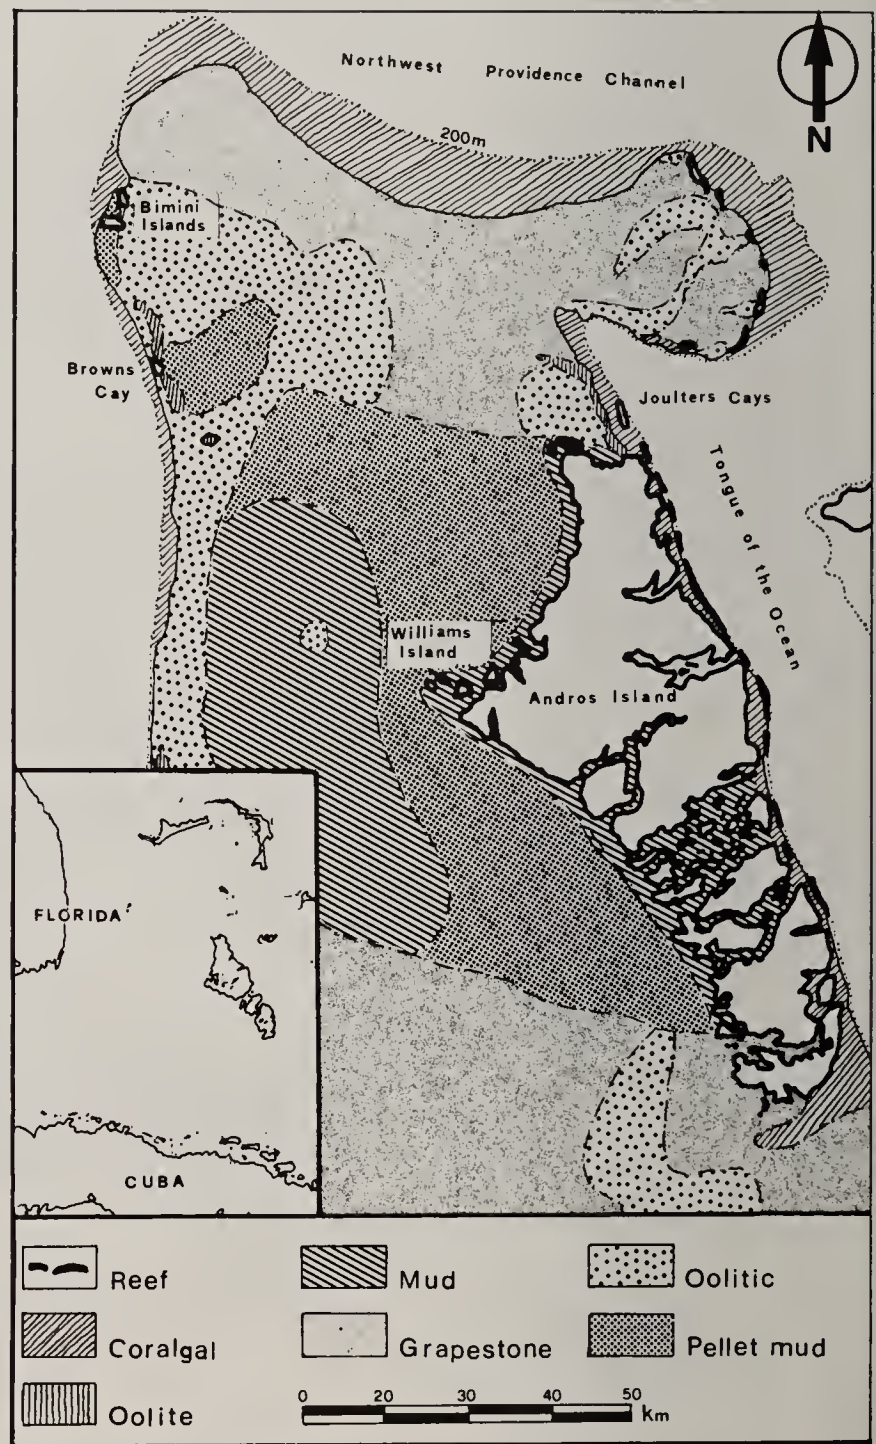 Northwest Providence Channel
N
200m
Bimini
Islands
Browns
Cay
Joulters Cays
Tongue of the Ocean
Williams
Island
Andros Island
FLORIDA
CUBA
Reef
Mud
Oolitic
Coralgal
Grapestone
Pellet mud
Oolite
0 20 30 40 50
km